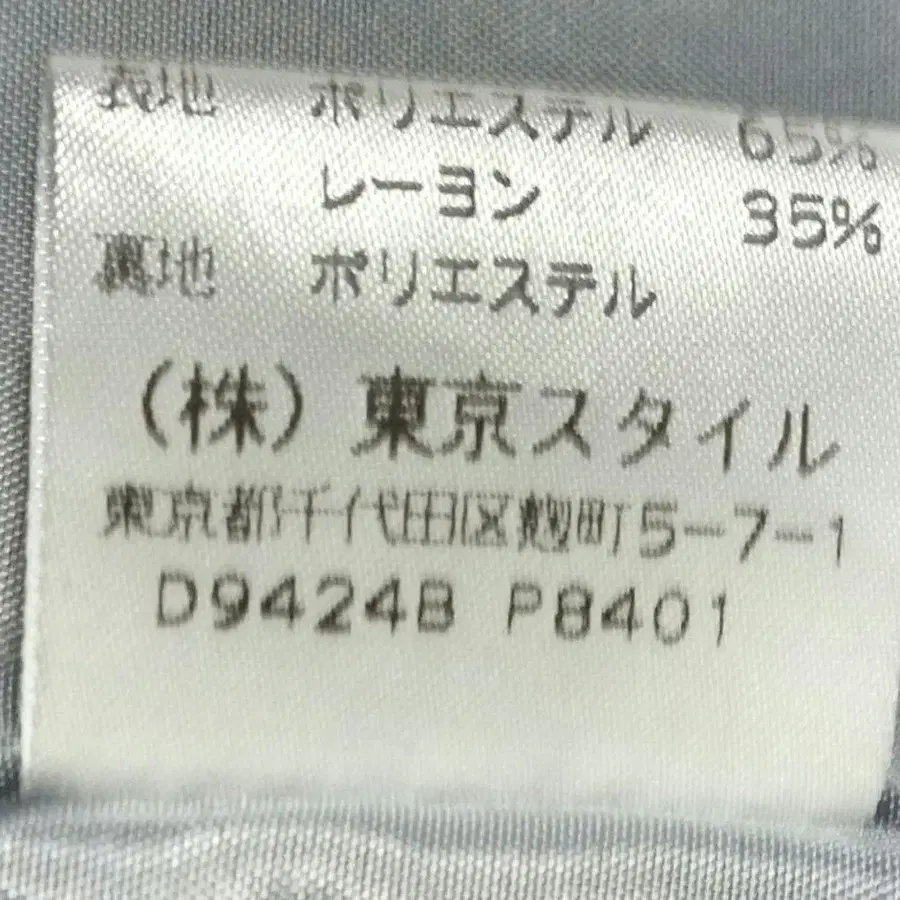 表地 ポリエステル 65%
レーヨン 35%
裏地 ポリエステル
(株)東京スタイル
東京都千代田区麹町5-7-1
D9424B P8401